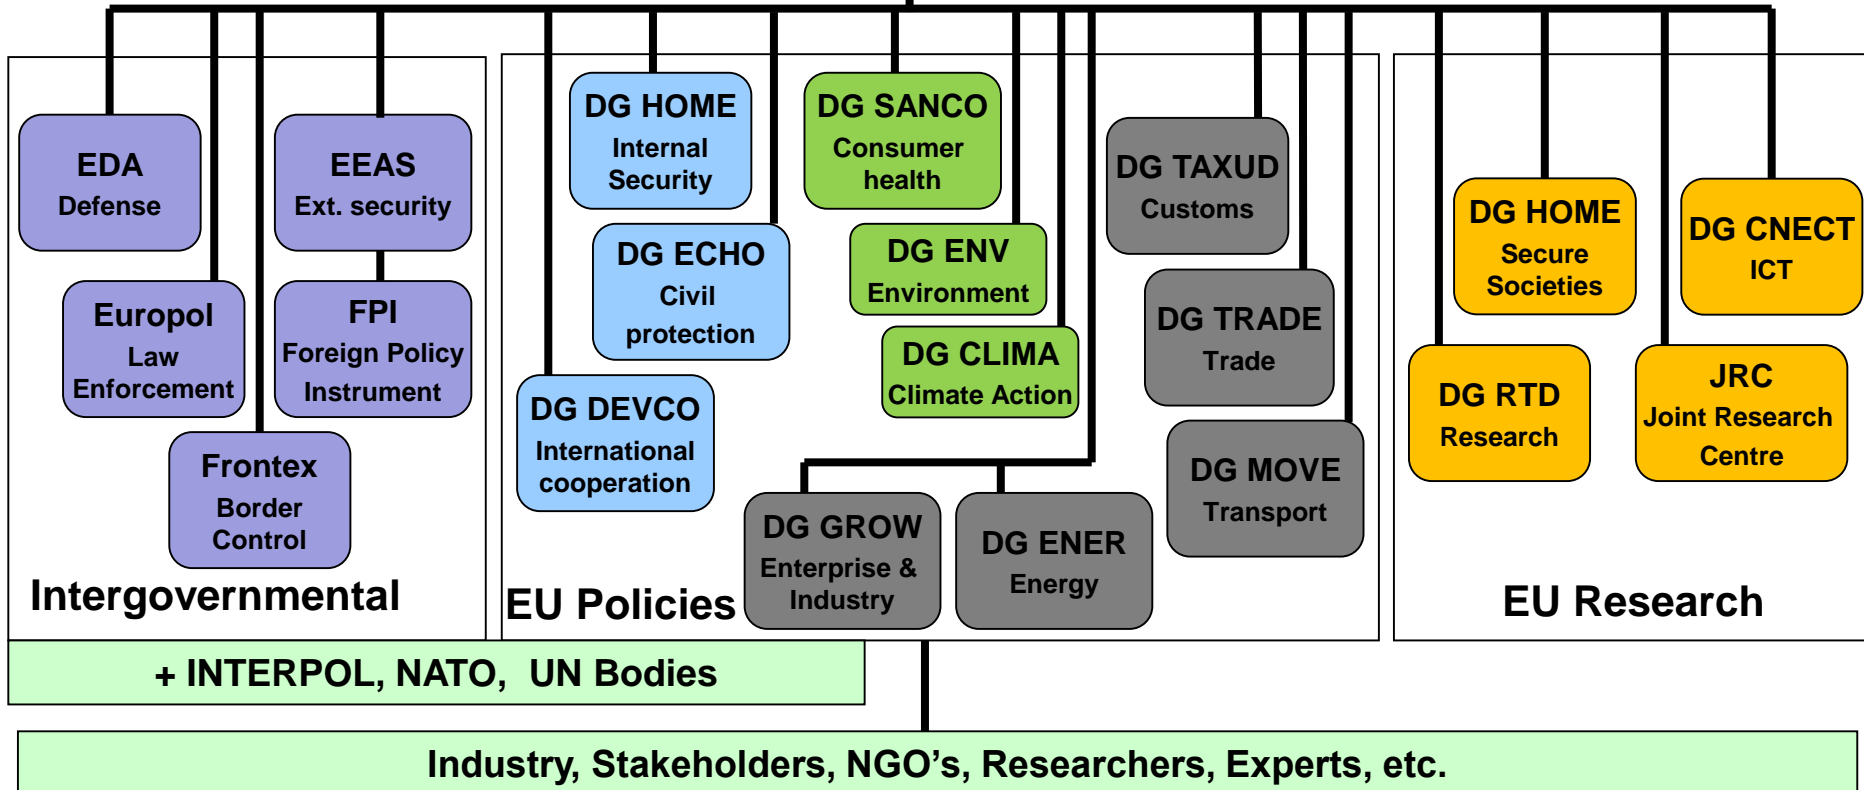 EDA
Defense
EEAS
Ext. security
Europol
Law
Enforcement
FPI
Foreign Policy
Instrument
Frontex
Border
Control
Intergovernmental
DG HOME
Internal
Security
DG ECHO
Civil
protection
DG DEVCO
International
cooperation
DG SANCO
Consumer
health
DG ENV
Environment
DG CLIMA
Climate Action
DG TAXUD
Customs
DG TRADE
Trade
DG MOVE
Transport
DG GROW
Enterprise &
Industry
DG ENER
Energy
EU Policies
DG HOME
Secure
Societies
DG CNECT
ICT
DG RTD
Research
JRC
Joint Research
Centre
EU Research
+ INTERPOL, NATO, UN Bodies
Industry, Stakeholders, NGO’s, Researchers, Experts, etc.